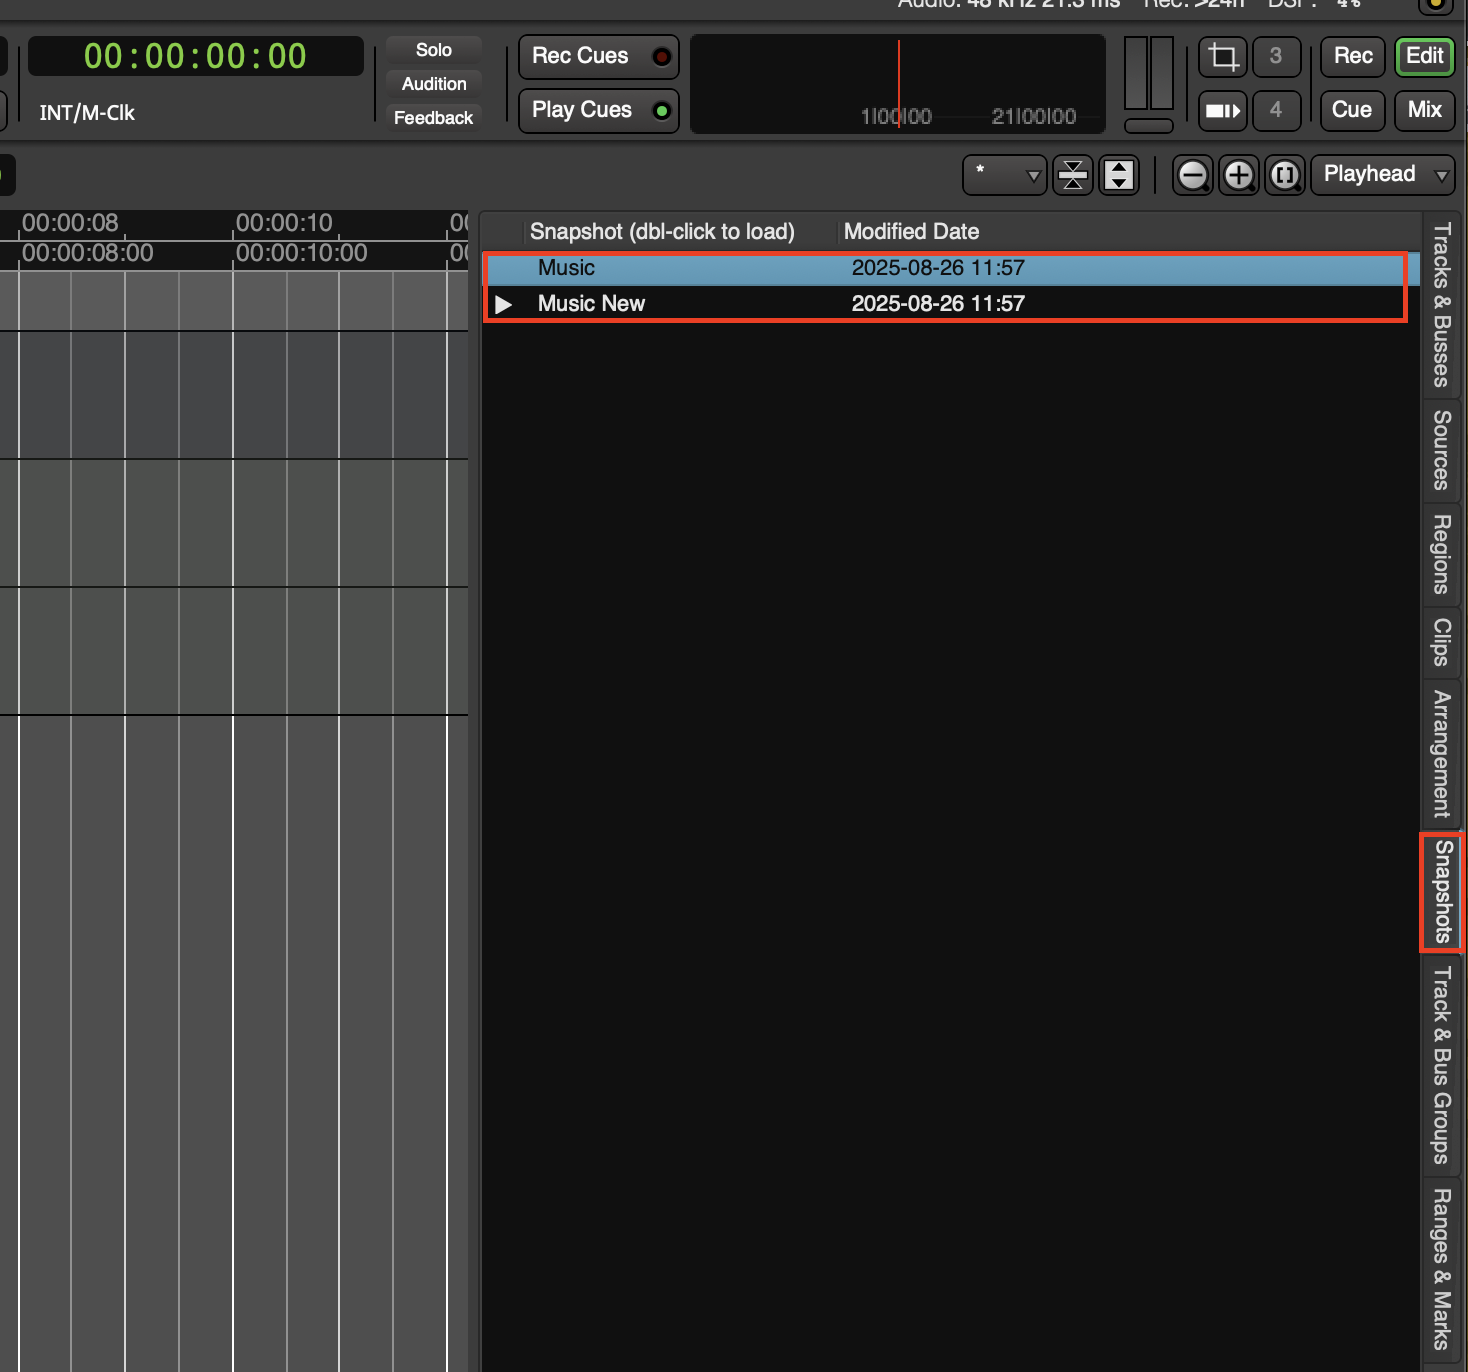 Audio: 48 kHz 21.3 ms Rec: >24h DSP: 4%
00:00:00:00
INT/M-Clk
Solo
Audition
Feedback
Rec Cues
Play Cues
1|00|00
21|00|00
3
4
Rec
Edit
Cue
Mix
*
Playhead
00:00:08
00:00:10
00:00:08:00
00:00:10:00
Snapshot (dbl-click to load) Modified Date
Music 2025-08-26 11:57
Music New 2025-08-26 11:57
Tracks & Busses
Sources
Regions
Clips
Arrangement
Snapshots
Track & Bus Groups
Ranges & Marks